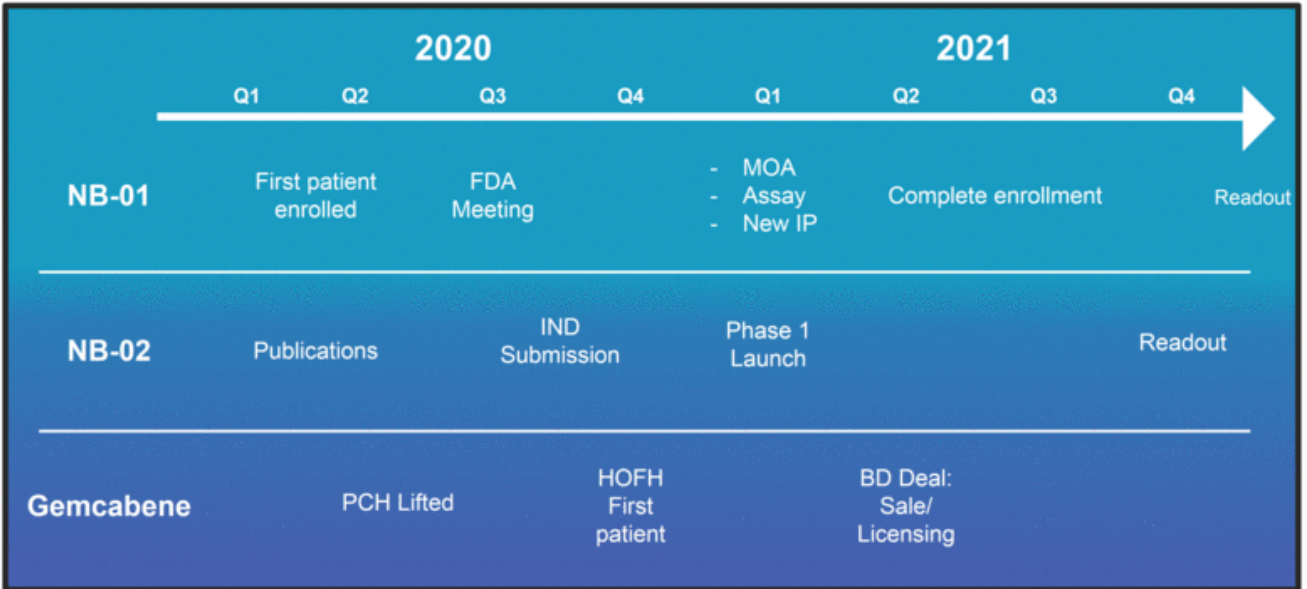 2020 2021
Q1 Q2 Q3 Q4 Q1 Q2 Q3 Q4
NB-01
First patient
enrolled
FDA
Meeting
- MOA
- Assay
- New IP
Complete enrollment
Readout
NB-02
Publications
IND
Submission
Phase 1
Launch
Readout
Gemcabene
PCH Lifted
HOFH
First
patient
BD Deal:
Sale/
Licensing